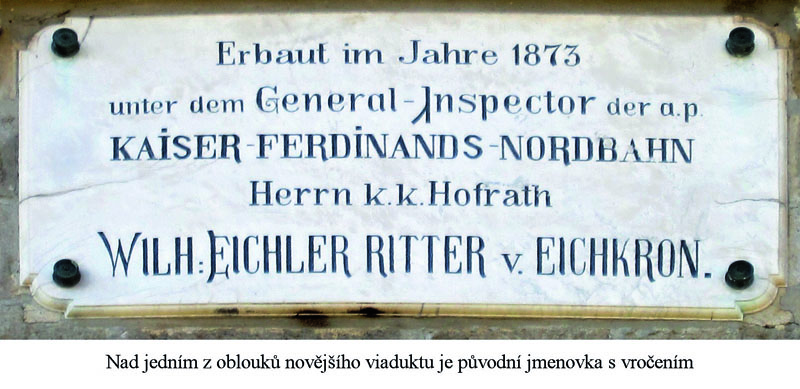 Erbaut im Jahre 1873
unter dem General-Inspector der a.p.
KAISER-FERDINANDS-NORDBAHN
Herrn k.k. Hofrath
WILH: EICHLER RITTER v. EICHKRON.
Nad jedním z oblouků novějšího viaduktu je původní jmenovka s vročením